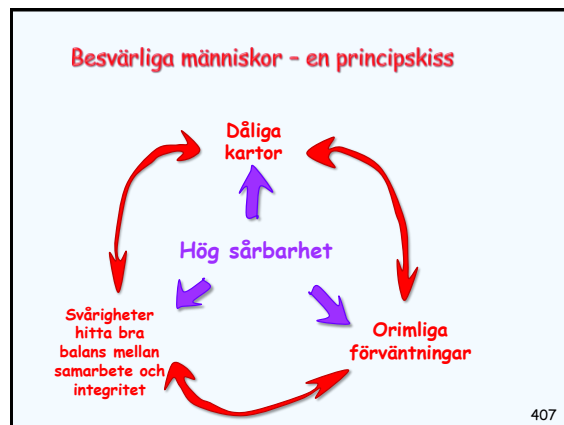 Besvärliga människor – en principskiss
Dåliga
kartor
Hög sårbarhet
Svårigheter
hitta bra
balans mellan
samarbete och
integritet
Orimliga
förväntningar
407